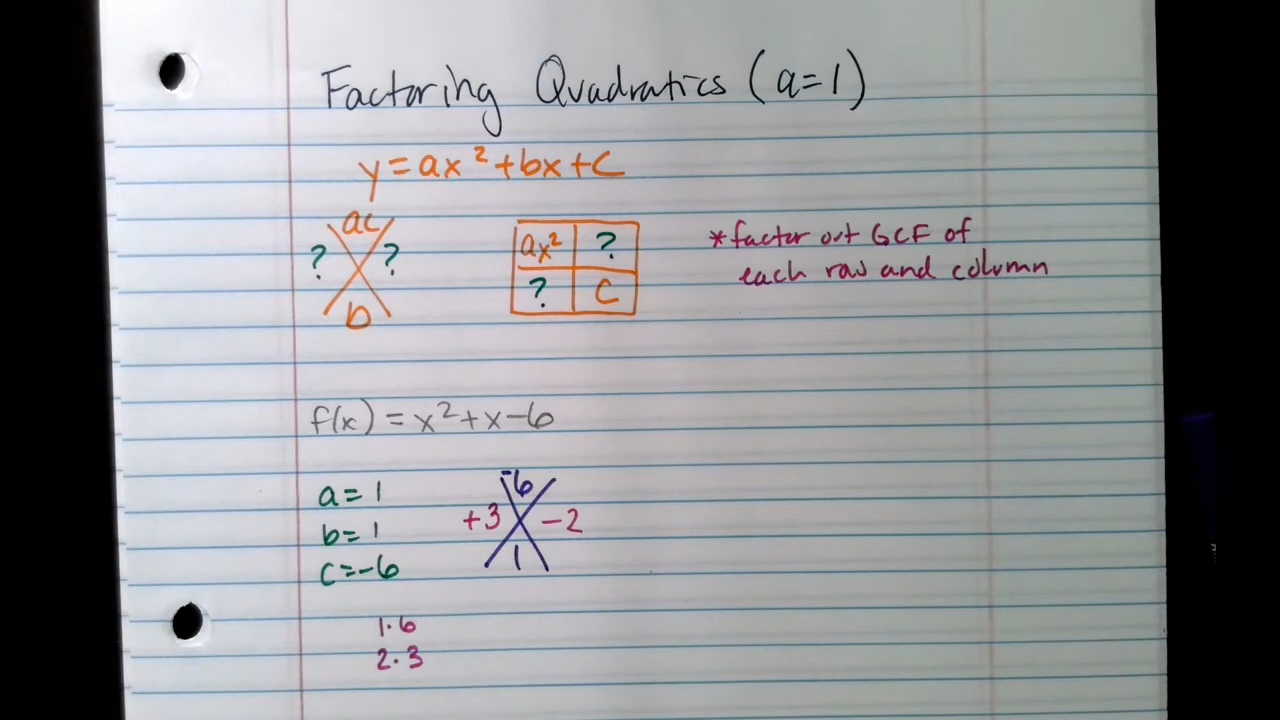 Factoring Quadratics (a=1)
y=ax²+bx+c
ac
? ?
b
ax² ?
? c
*factor out GCF of
each row and column
f(x) = x²+x-6
a=1
b=1
c=-6
-6
+3 -2
1
1·6
2·3